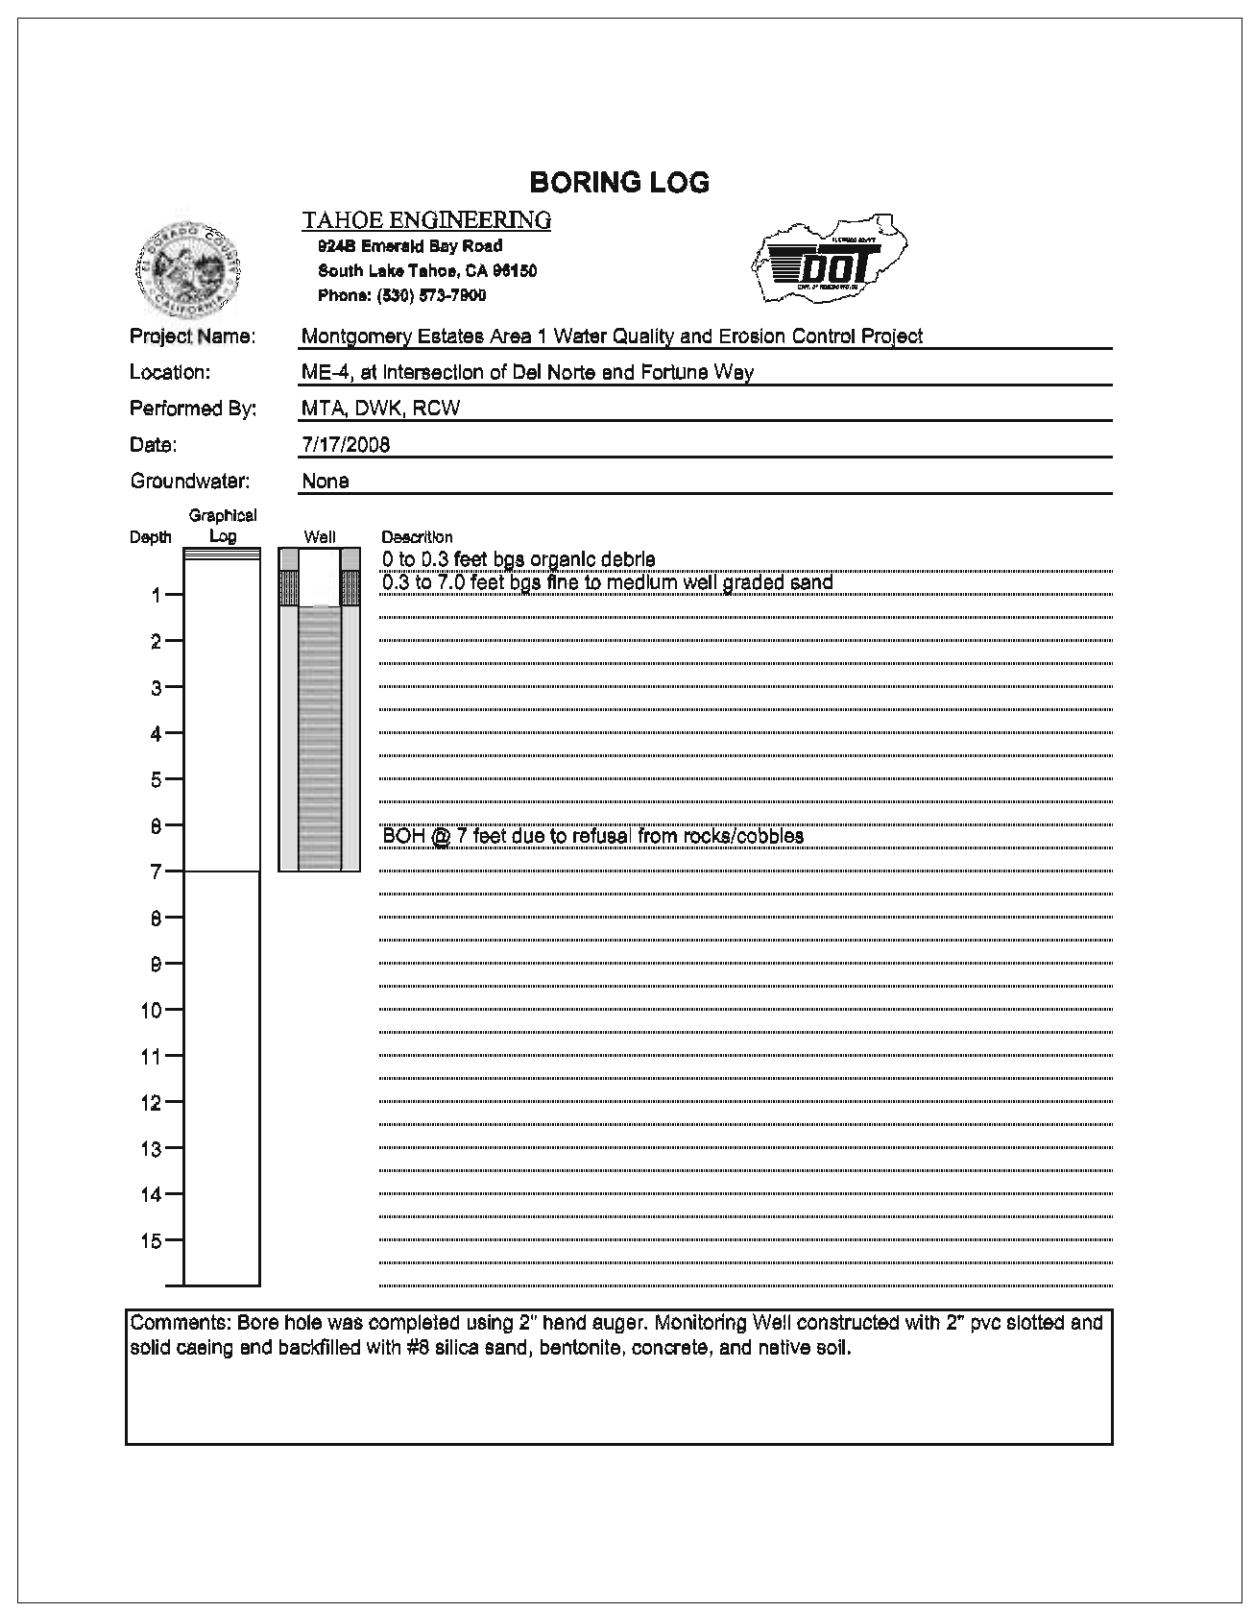 BORING LOG
TAHOE ENGINEERING
924B Emerald Bay Road
South Lake Tahoe, CA 96150
Phone: (530) 573-7900
EL DORADO COUNTY
CALIFORNIA
DOT
Project Name: Montgomery Estates Area 1 Water Quality and Erosion Control Project
Location: ME-4, at Intersection of Del Norte and Fortune Way
Performed By: MTA, DWK, RCW
Date: 7/17/2008
Groundwater: None
Graphical
Depth Log Well Descrition
0 to 0.3 feet bgs organic debris
0.3 to 7.0 feet bgs fine to medium well graded sand
1
2
3
4
5
6
BOH @ 7 feet due to refusal from rocks/cobbles
7
8
9
10
11
12
13
14
15
Comments: Bore hole was completed using 2" hand auger. Monitoring Well constructed with 2" pvc slotted and
solid casing and backfilled with #8 silica sand, bentonite, concrete, and native soil.